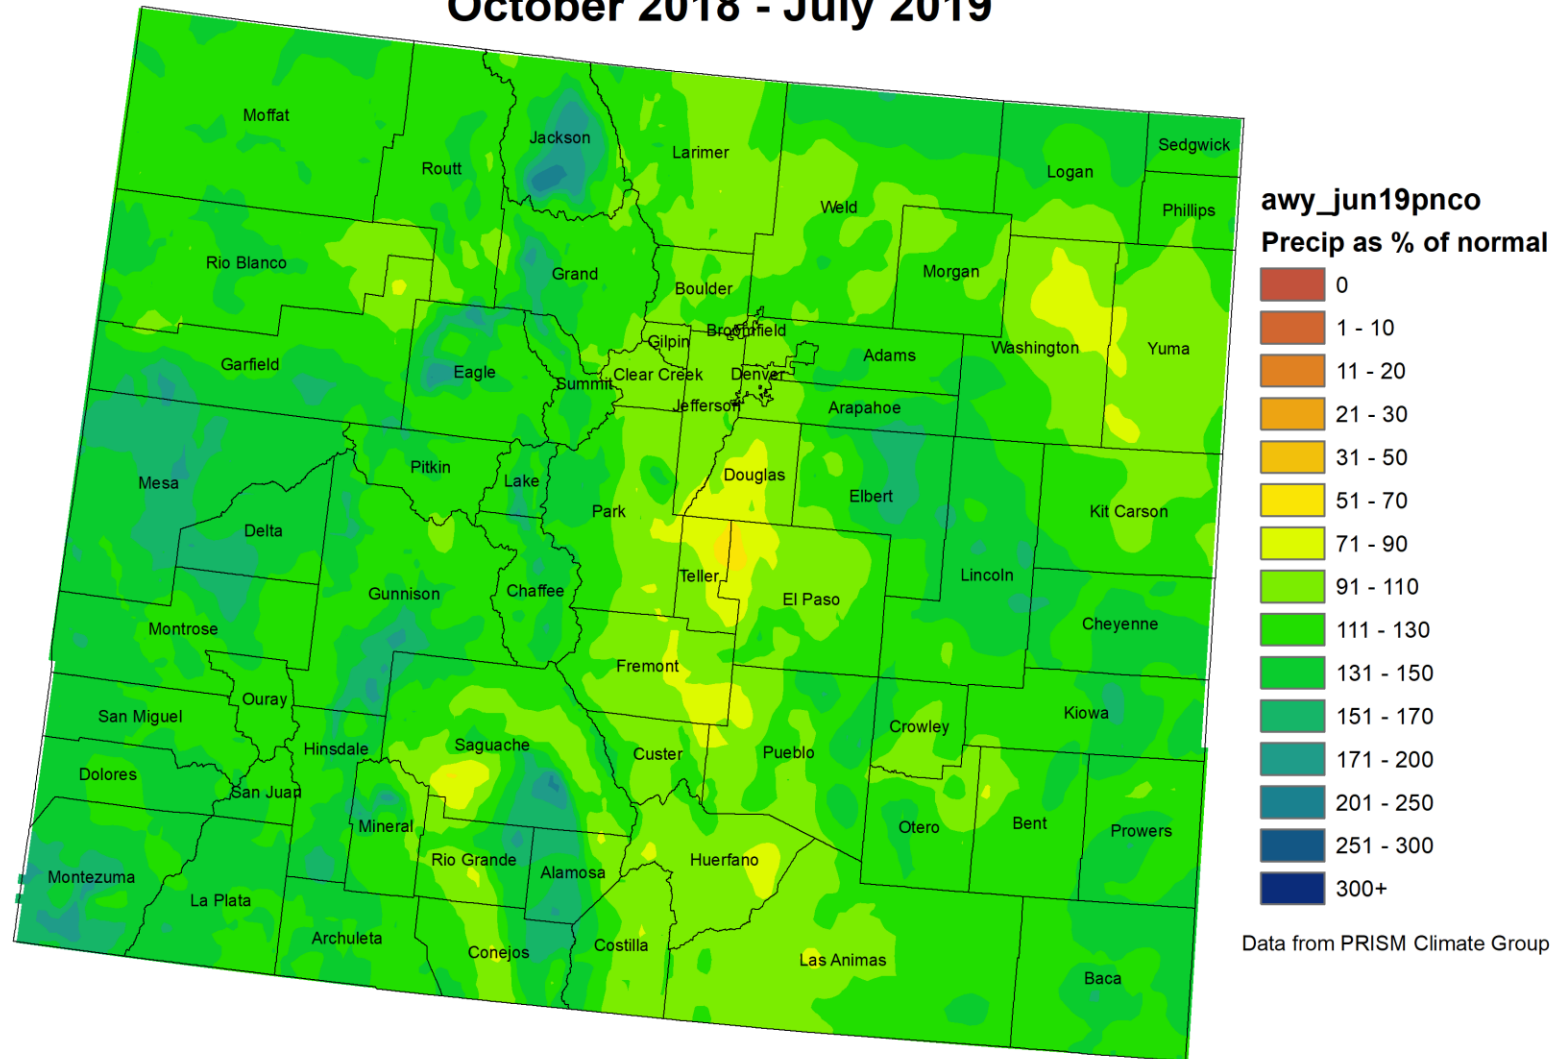 October 2018 - July 2019
Moffat
Routt
Jackson
Larimer
Weld
Logan
Sedgwick
Phillips
Rio Blanco
Grand
Boulder
Morgan
Broomfield
Gilpin
Washington
Yuma
Garfield
Eagle
Summit
Clear Creek
Denver
Adams
Jefferson
Arapahoe
Mesa
Pitkin
Lake
Park
Douglas
Elbert
Kit Carson
Delta
Gunnison
Chaffee
Teller
El Paso
Lincoln
Cheyenne
Montrose
Fremont
Ouray
San Miguel
Hinsdale
Saguache
Custer
Pueblo
Crowley
Kiowa
Dolores
San Juan
Mineral
Rio Grande
Alamosa
Huerfano
Otero
Bent
Prowers
Montezuma
La Plata
Archuleta
Conejos
Costilla
Las Animas
Baca
awy_jun19pnco
Precip as % of normal
0
1 - 10
11 - 20
21 - 30
31 - 50
51 - 70
71 - 90
91 - 110
111 - 130
131 - 150
151 - 170
171 - 200
201 - 250
251 - 300
300+
Data from PRISM Climate Group